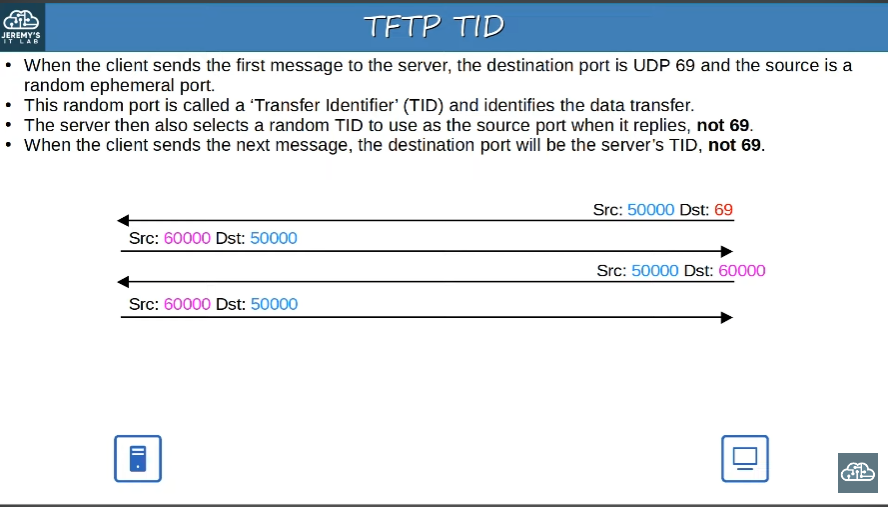 JEREMY'S
IT LAB
TFTP TID
• When the client sends the first message to the server, the destination port is UDP 69 and the source is a
random ephemeral port.
• This random port is called a ‘Transfer Identifier’ (TID) and identifies the data transfer.
• The server then also selects a random TID to use as the source port when it replies, not 69.
• When the client sends the next message, the destination port will be the server’s TID, not 69.
Src: 50000 Dst: 69
Src: 60000 Dst: 50000
Src: 50000 Dst: 60000
Src: 60000 Dst: 50000